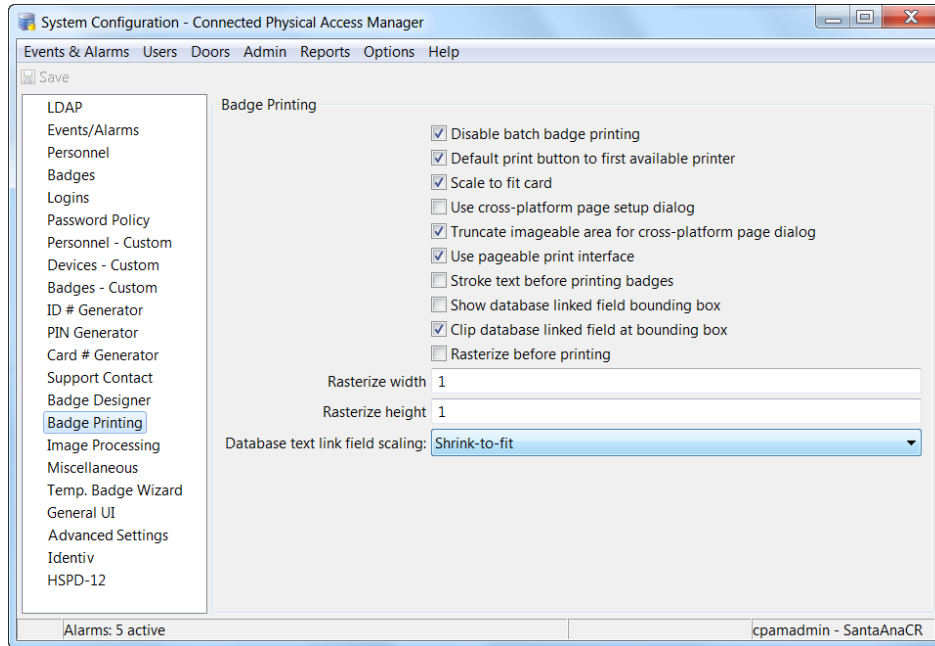 System Configuration - Connected Physical Access Manager
Events & Alarms Users Doors Admin Reports Options Help
Save
LDAP
Events/Alarms
Personnel
Badges
Logins
Password Policy
Personnel - Custom
Devices - Custom
Badges - Custom
ID # Generator
PIN Generator
Card # Generator
Support Contact
Badge Designer
Badge Printing
Image Processing
Miscellaneous
Temp. Badge Wizard
General UI
Advanced Settings
Identiv
HSPD-12
Badge Printing
Disable batch badge printing
Default print button to first available printer
Scale to fit card
Use cross-platform page setup dialog
Truncate imageable area for cross-platform page dialog
Use pageable print interface
Stroke text before printing badges
Show database linked field bounding box
Clip database linked field at bounding box
Rasterize before printing
Rasterize width 1
Rasterize height 1
Database text link field scaling: Shrink-to-fit
Alarms: 5 active
cpamadmin - SantaAnaCR